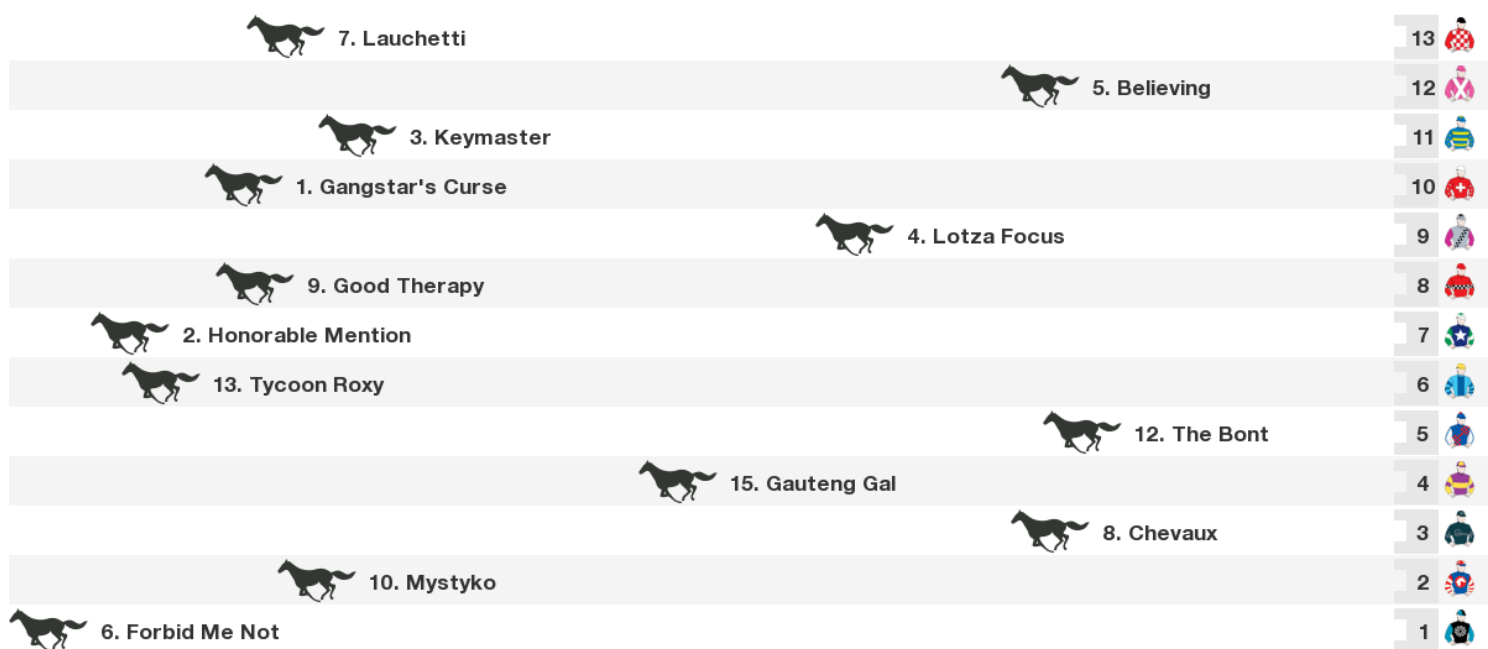 7. Lauchetti 13
5. Believing 12
3. Keymaster 11
1. Gangstar's Curse 10
4. Lotza Focus 9
9. Good Therapy 8
2. Honorable Mention 7
13. Tycoon Roxy 6
12. The Bont 5
15. Gauteng Gal 4
8. Chevaux 3
10. Mystyko 2
6. Forbid Me Not 1